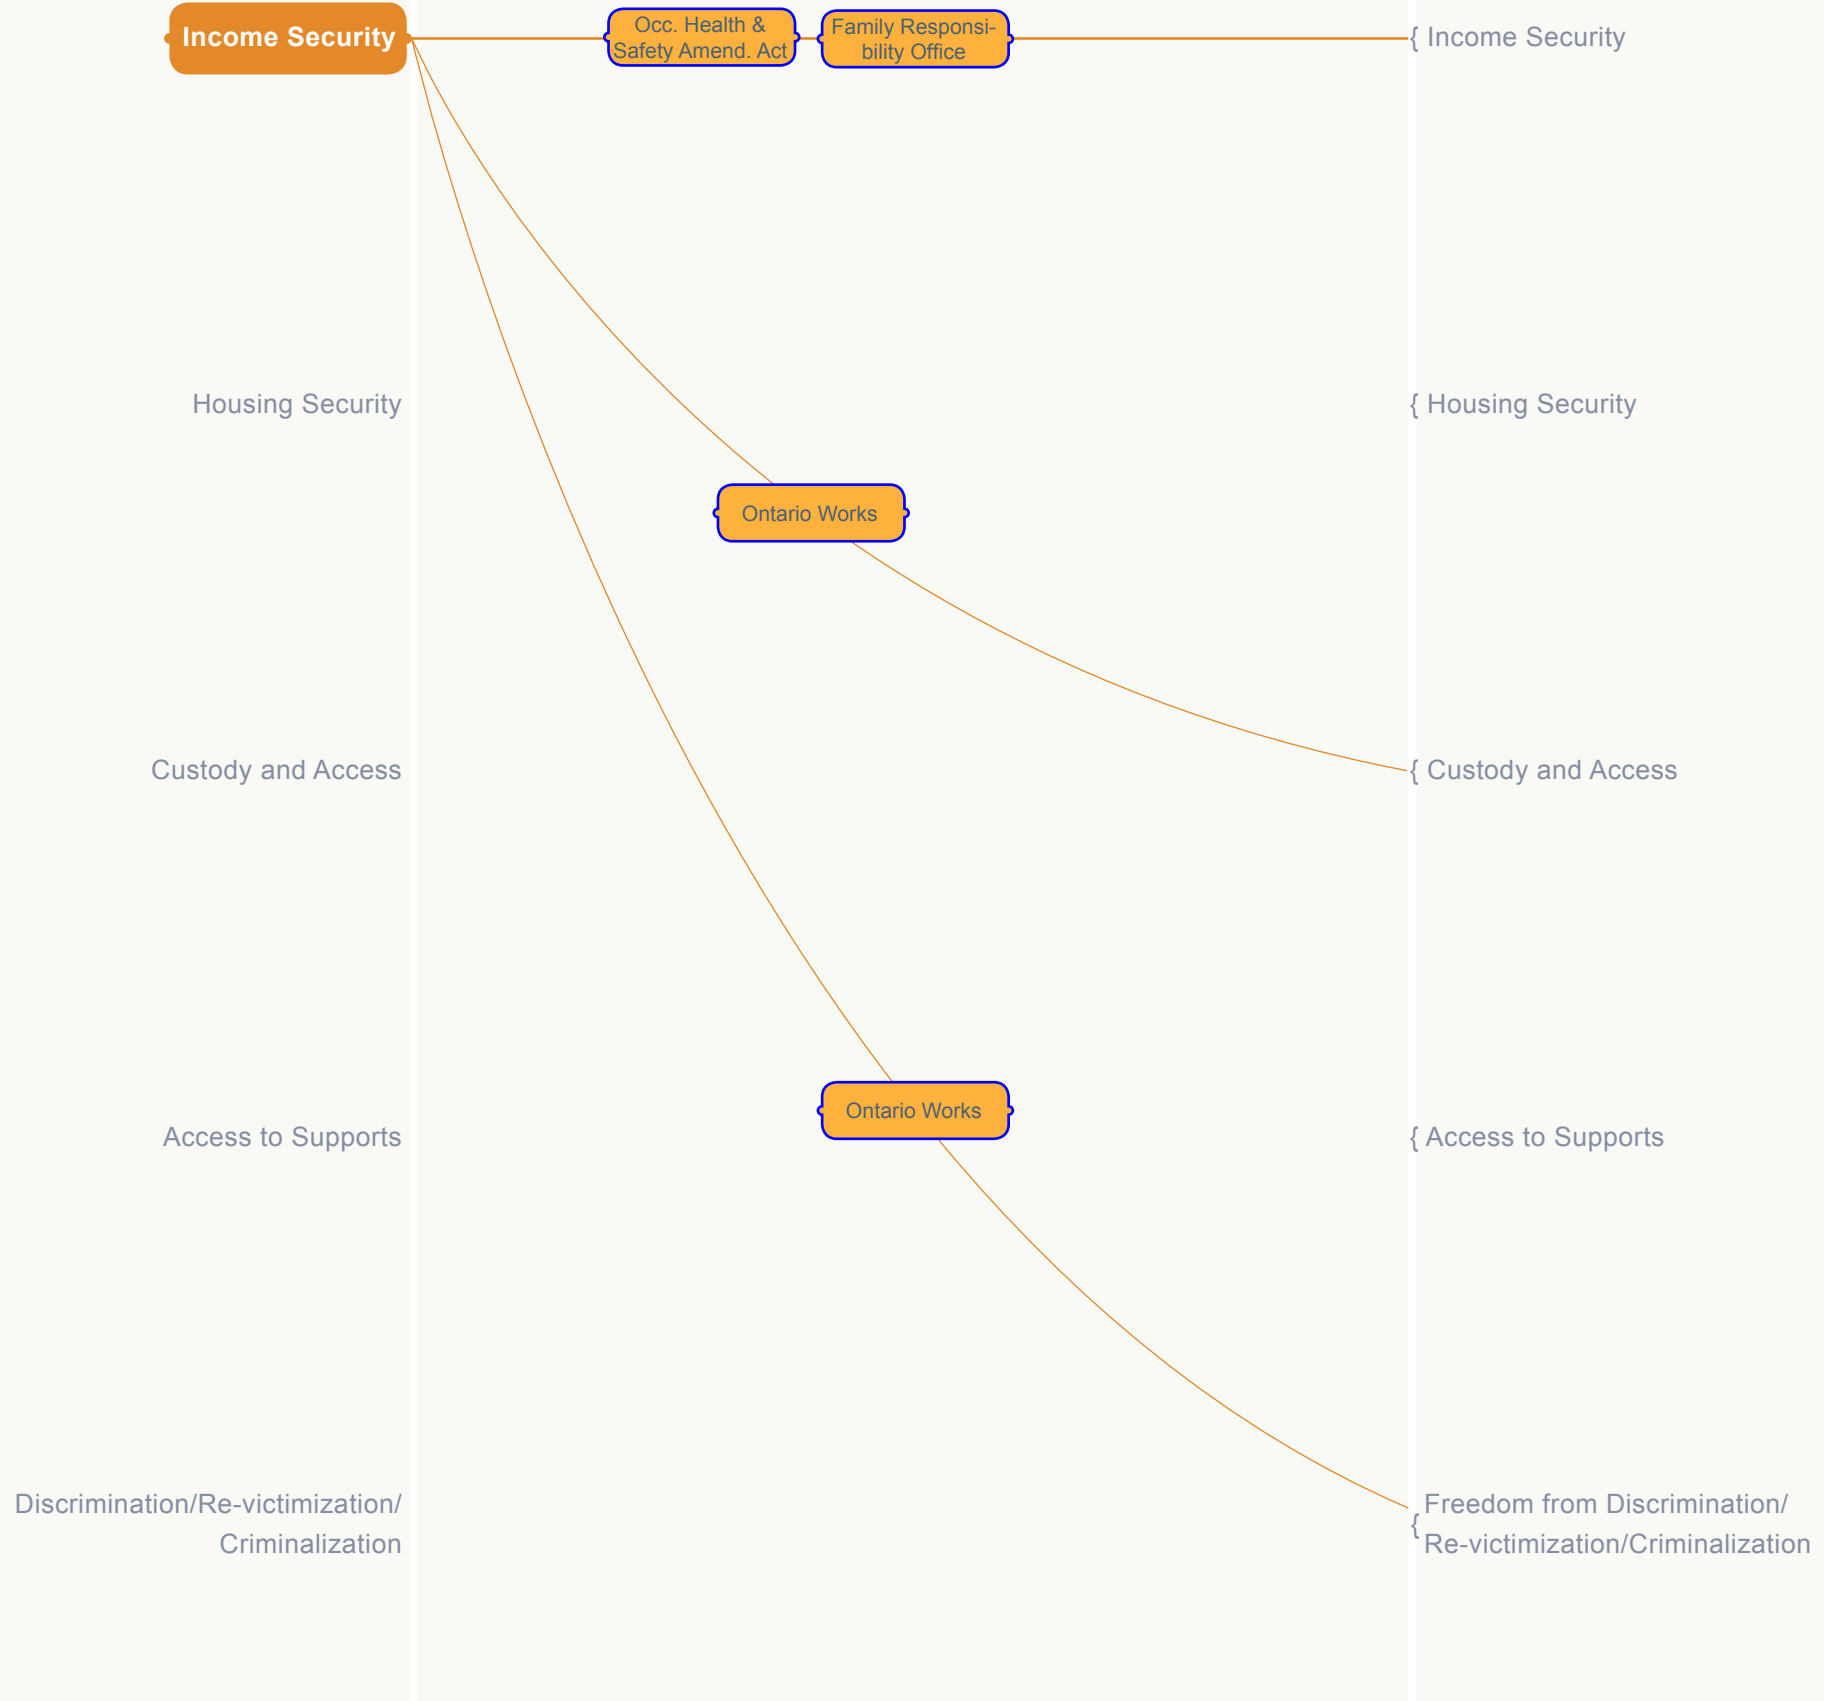 Income Security
Occ. Health &
Safety Amend. Act
Family Responsi-
bility Office
{ Income Security
Housing Security
{ Housing Security
Ontario Works
Custody and Access
{ Custody and Access
Ontario Works
Access to Supports
{ Access to Supports
Discrimination/Re-victimization/
Criminalization
{ Freedom from Discrimination/
Re-victimization/Criminalization